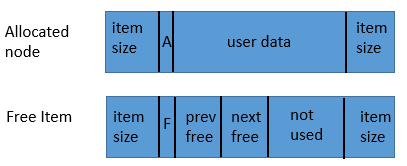 Allocated
node
item
size
A
user data
item
size
Free Item
item
size
F
prev
free
next
free
not
used
item
size